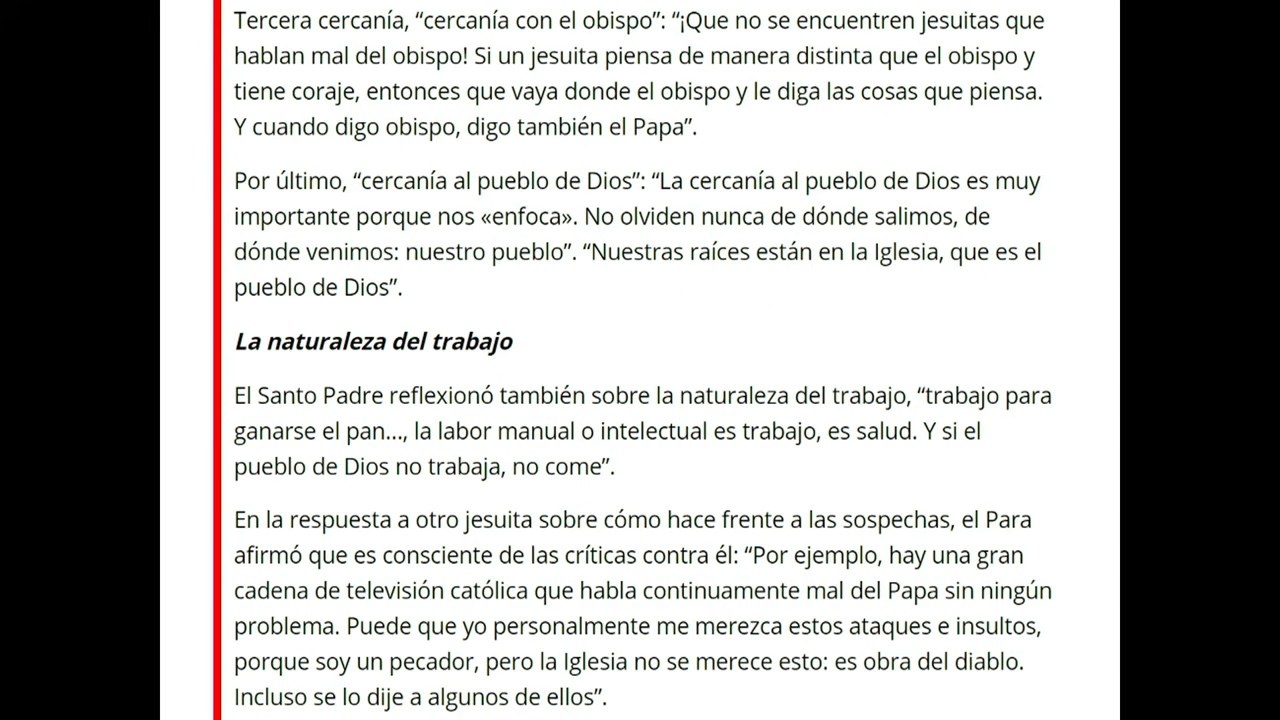 Tercera cercanía, “cercanía con el obispo”: “¡Que no se encuentren jesuitas que
hablan mal del obispo! Si un jesuita piensa de manera distinta que el obispo y
tiene coraje, entonces que vaya donde el obispo y le diga las cosas que piensa.
Y cuando digo obispo, digo también el Papa”.
Por último, “cercanía al pueblo de Dios”: “La cercanía al pueblo de Dios es muy
importante porque nos «enfoca». No olviden nunca de dónde salimos, de
dónde venimos: nuestro pueblo”. “Nuestras raíces están en la Iglesia, que es el
pueblo de Dios”.
La naturaleza del trabajo
El Santo Padre reflexionó también sobre la naturaleza del trabajo, “trabajo para
ganarse el pan..., la labor manual o intelectual es trabajo, es salud. Y si el
pueblo de Dios no trabaja, no come”.
En la respuesta a otro jesuita sobre cómo hace frente a las sospechas, el Para
afirmó que es consciente de las críticas contra él: “Por ejemplo, hay una gran
cadena de televisión católica que habla continuamente mal del Papa sin ningún
problema. Puede que yo personalmente me merezca estos ataques e insultos,
porque soy un pecador, pero la Iglesia no se merece esto: es obra del diablo.
Incluso se lo dije a algunos de ellos”.